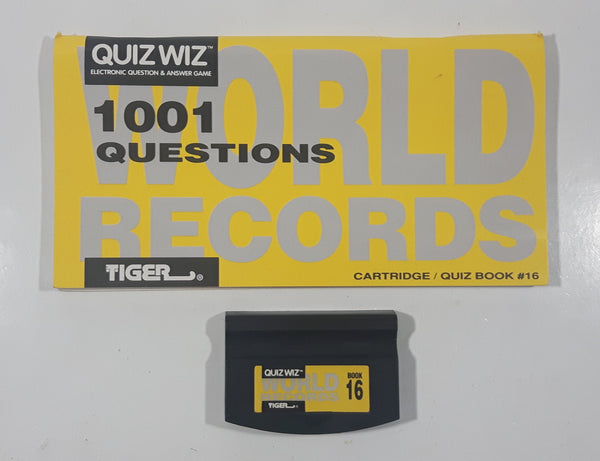 QUIZ WIZ™
ELECTRONIC QUESTION & ANSWER GAME
WORLD
1001
QUESTIONS
RECORDS
TIGER®
CARTRIDGE / QUIZ BOOK #16
QUIZ WIZ™
WORLD
RECORDS
TIGER®
BOOK
16